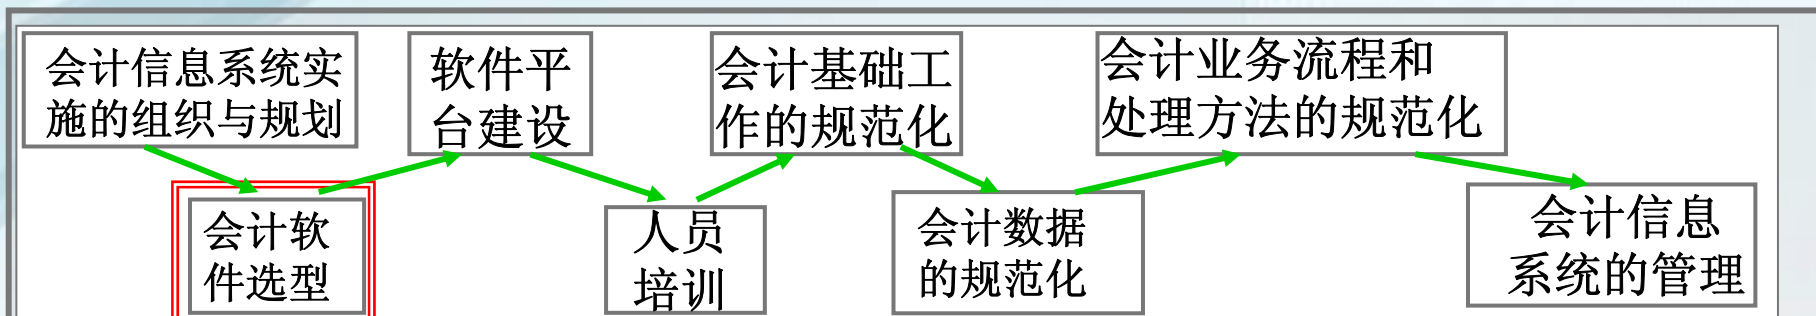 会计信息系统实
施的组织与规划
会计软
件选型
软件平
台建设
人员
培训
会计基础工
作的规范化
会计数据
的规范化
会计业务流程和
处理方法的规范化
会计信息
系统的管理